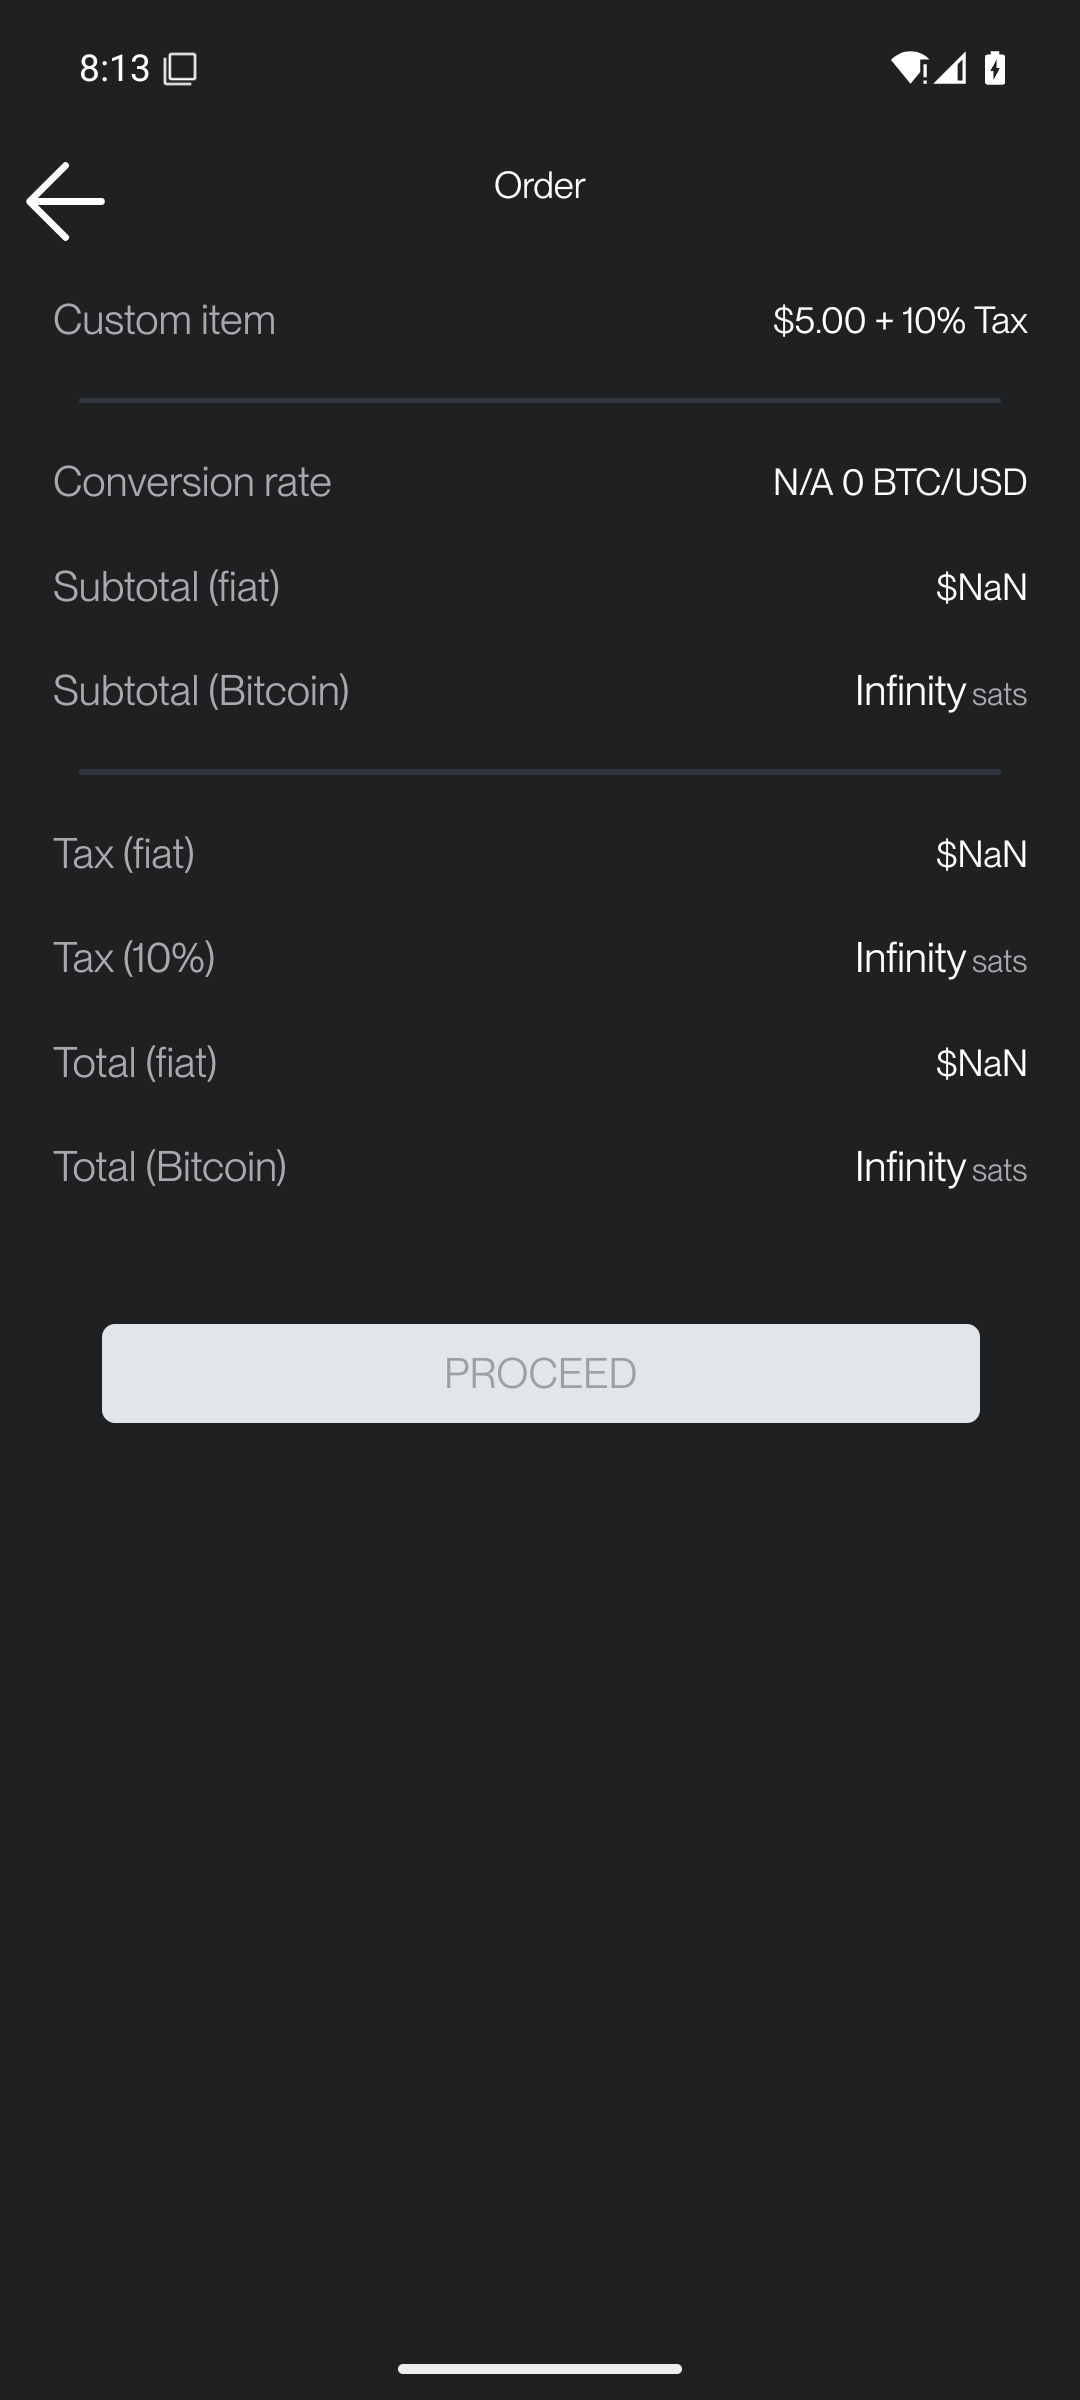 8:13
Order
Custom item $5.00 + 10% Tax
Conversion rate N/A 0 BTC/USD
Subtotal (fiat) $NaN
Subtotal (Bitcoin) Infinity sats
Tax (fiat) $NaN
Tax (10%) Infinity sats
Total (fiat) $NaN
Total (Bitcoin) Infinity sats
PROCEED